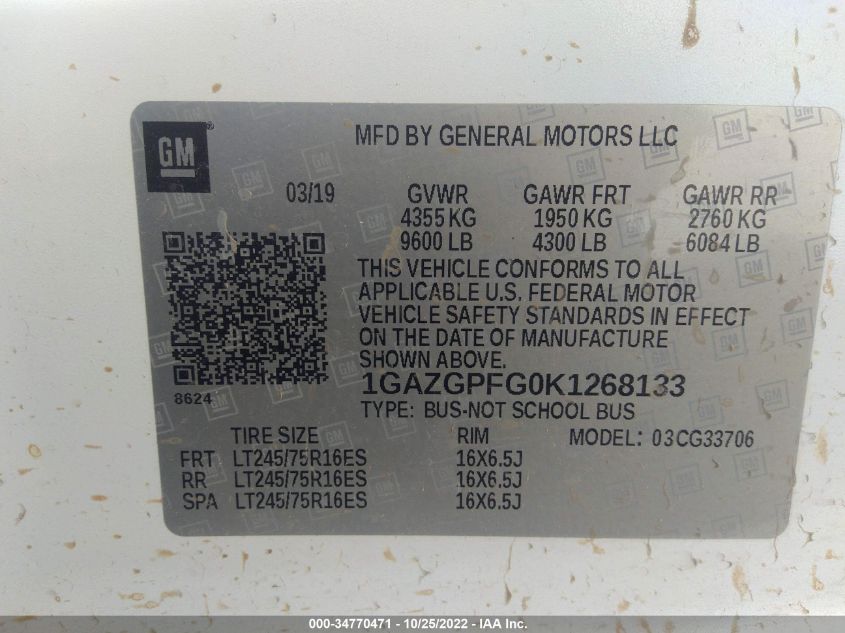 GM
MFD BY GENERAL MOTORS LLC
03/19 GVWR GAWR FRT GAWR RR
4355 KG 1950 KG 2760 KG
9600 LB 4300 LB 6084 LB
THIS VEHICLE CONFORMS TO ALL
APPLICABLE U.S. FEDERAL MOTOR
VEHICLE SAFETY STANDARDS IN EFFECT
ON THE DATE OF MANUFACTURE
SHOWN ABOVE.
1GAZGPFG0K1268133
8624
TYPE: BUS-NOT SCHOOL BUS
TIRE SIZE RIM MODEL: 03CG33706
FRT LT245/75R16ES 16X6.5J
RR LT245/75R16ES 16X6.5J
SPA LT245/75R16ES 16X6.5J
000-34770471 - 10/25/2022 - IAA Inc.